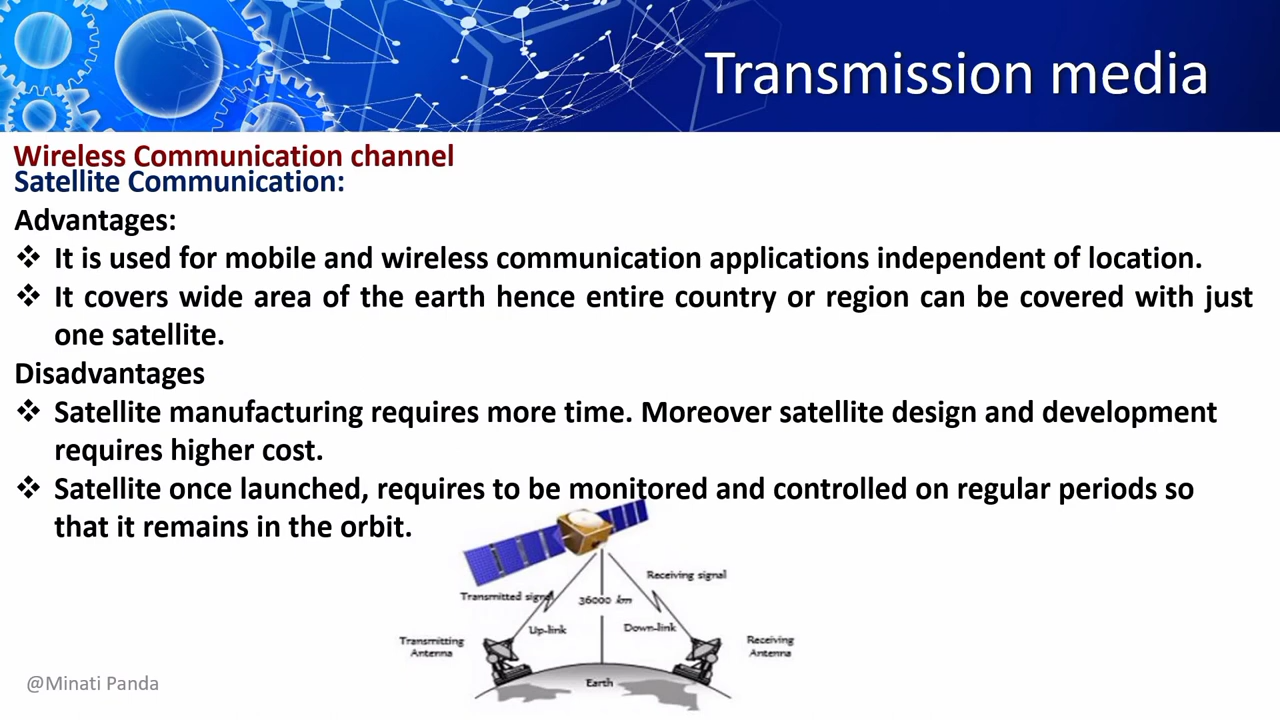 Transmission media
Wireless Communication channel
Satellite Communication:
Advantages:
❖ It is used for mobile and wireless communication applications independent of location.
❖ It covers wide area of the earth hence entire country or region can be covered with just
one satellite.
Disadvantages
❖ Satellite manufacturing requires more time. Moreover satellite design and development
requires higher cost.
❖ Satellite once launched, requires to be monitored and controlled on regular periods so
that it remains in the orbit.
Receiving signal
Transmitted signal
36000 km
Up-link
Down-link
Transmitting
Antenna
Receiving
Antenna
Earth
@Minati Panda